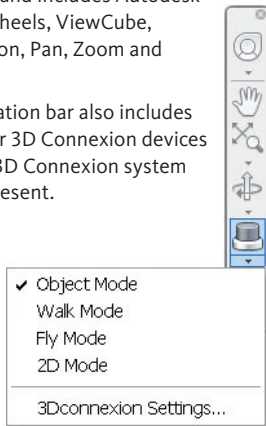 and includes Autodesk
heels, ViewCube,
on, Pan, Zoom and
ation bar also includes
r 3D Connexion devices
3D Connexion system
esent.
✓ Object Mode
Walk Mode
Fly Mode
2D Mode
3Dconnexion Settings...